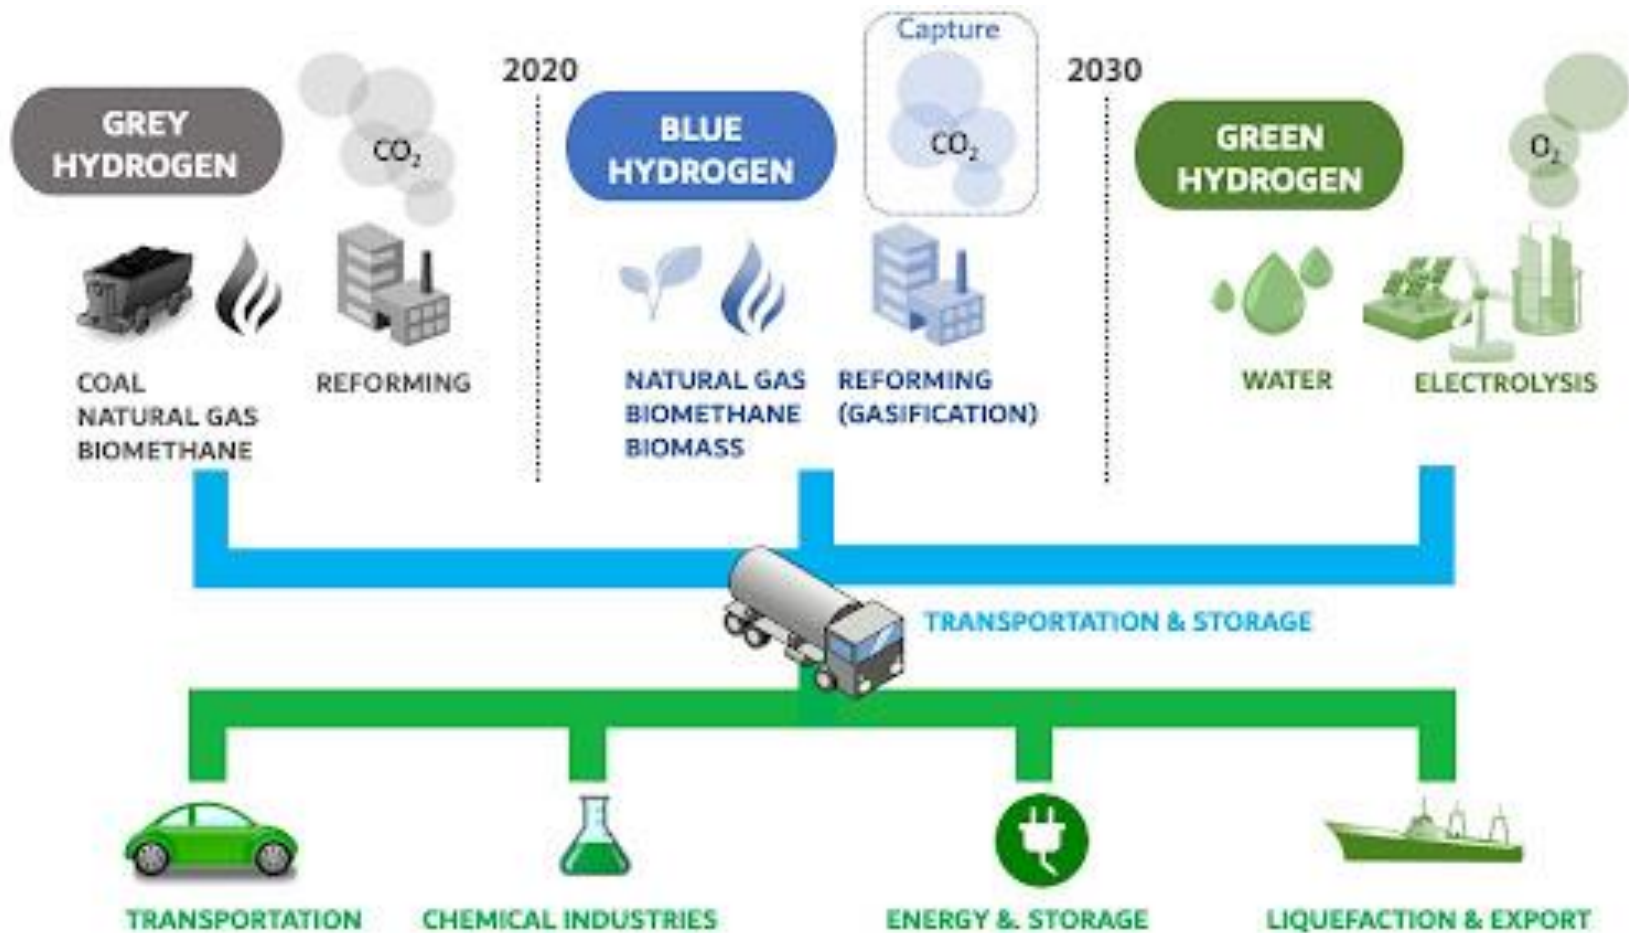 Capture
2020
2030
GREY
HYDROGEN
CO₂
BLUE
HYDROGEN
CO₂
GREEN
HYDROGEN
O₂
COAL
NATURAL GAS
BIOMETHANE
REFORMING
NATURAL GAS
BIOMETHANE
BIOMASS
REFORMING
(GASIFICATION)
WATER
ELECTROLYSIS
TRANSPORTATION & STORAGE
TRANSPORTATION
CHEMICAL INDUSTRIES
ENERGY & STORAGE
LIQUEFACTION & EXPORT